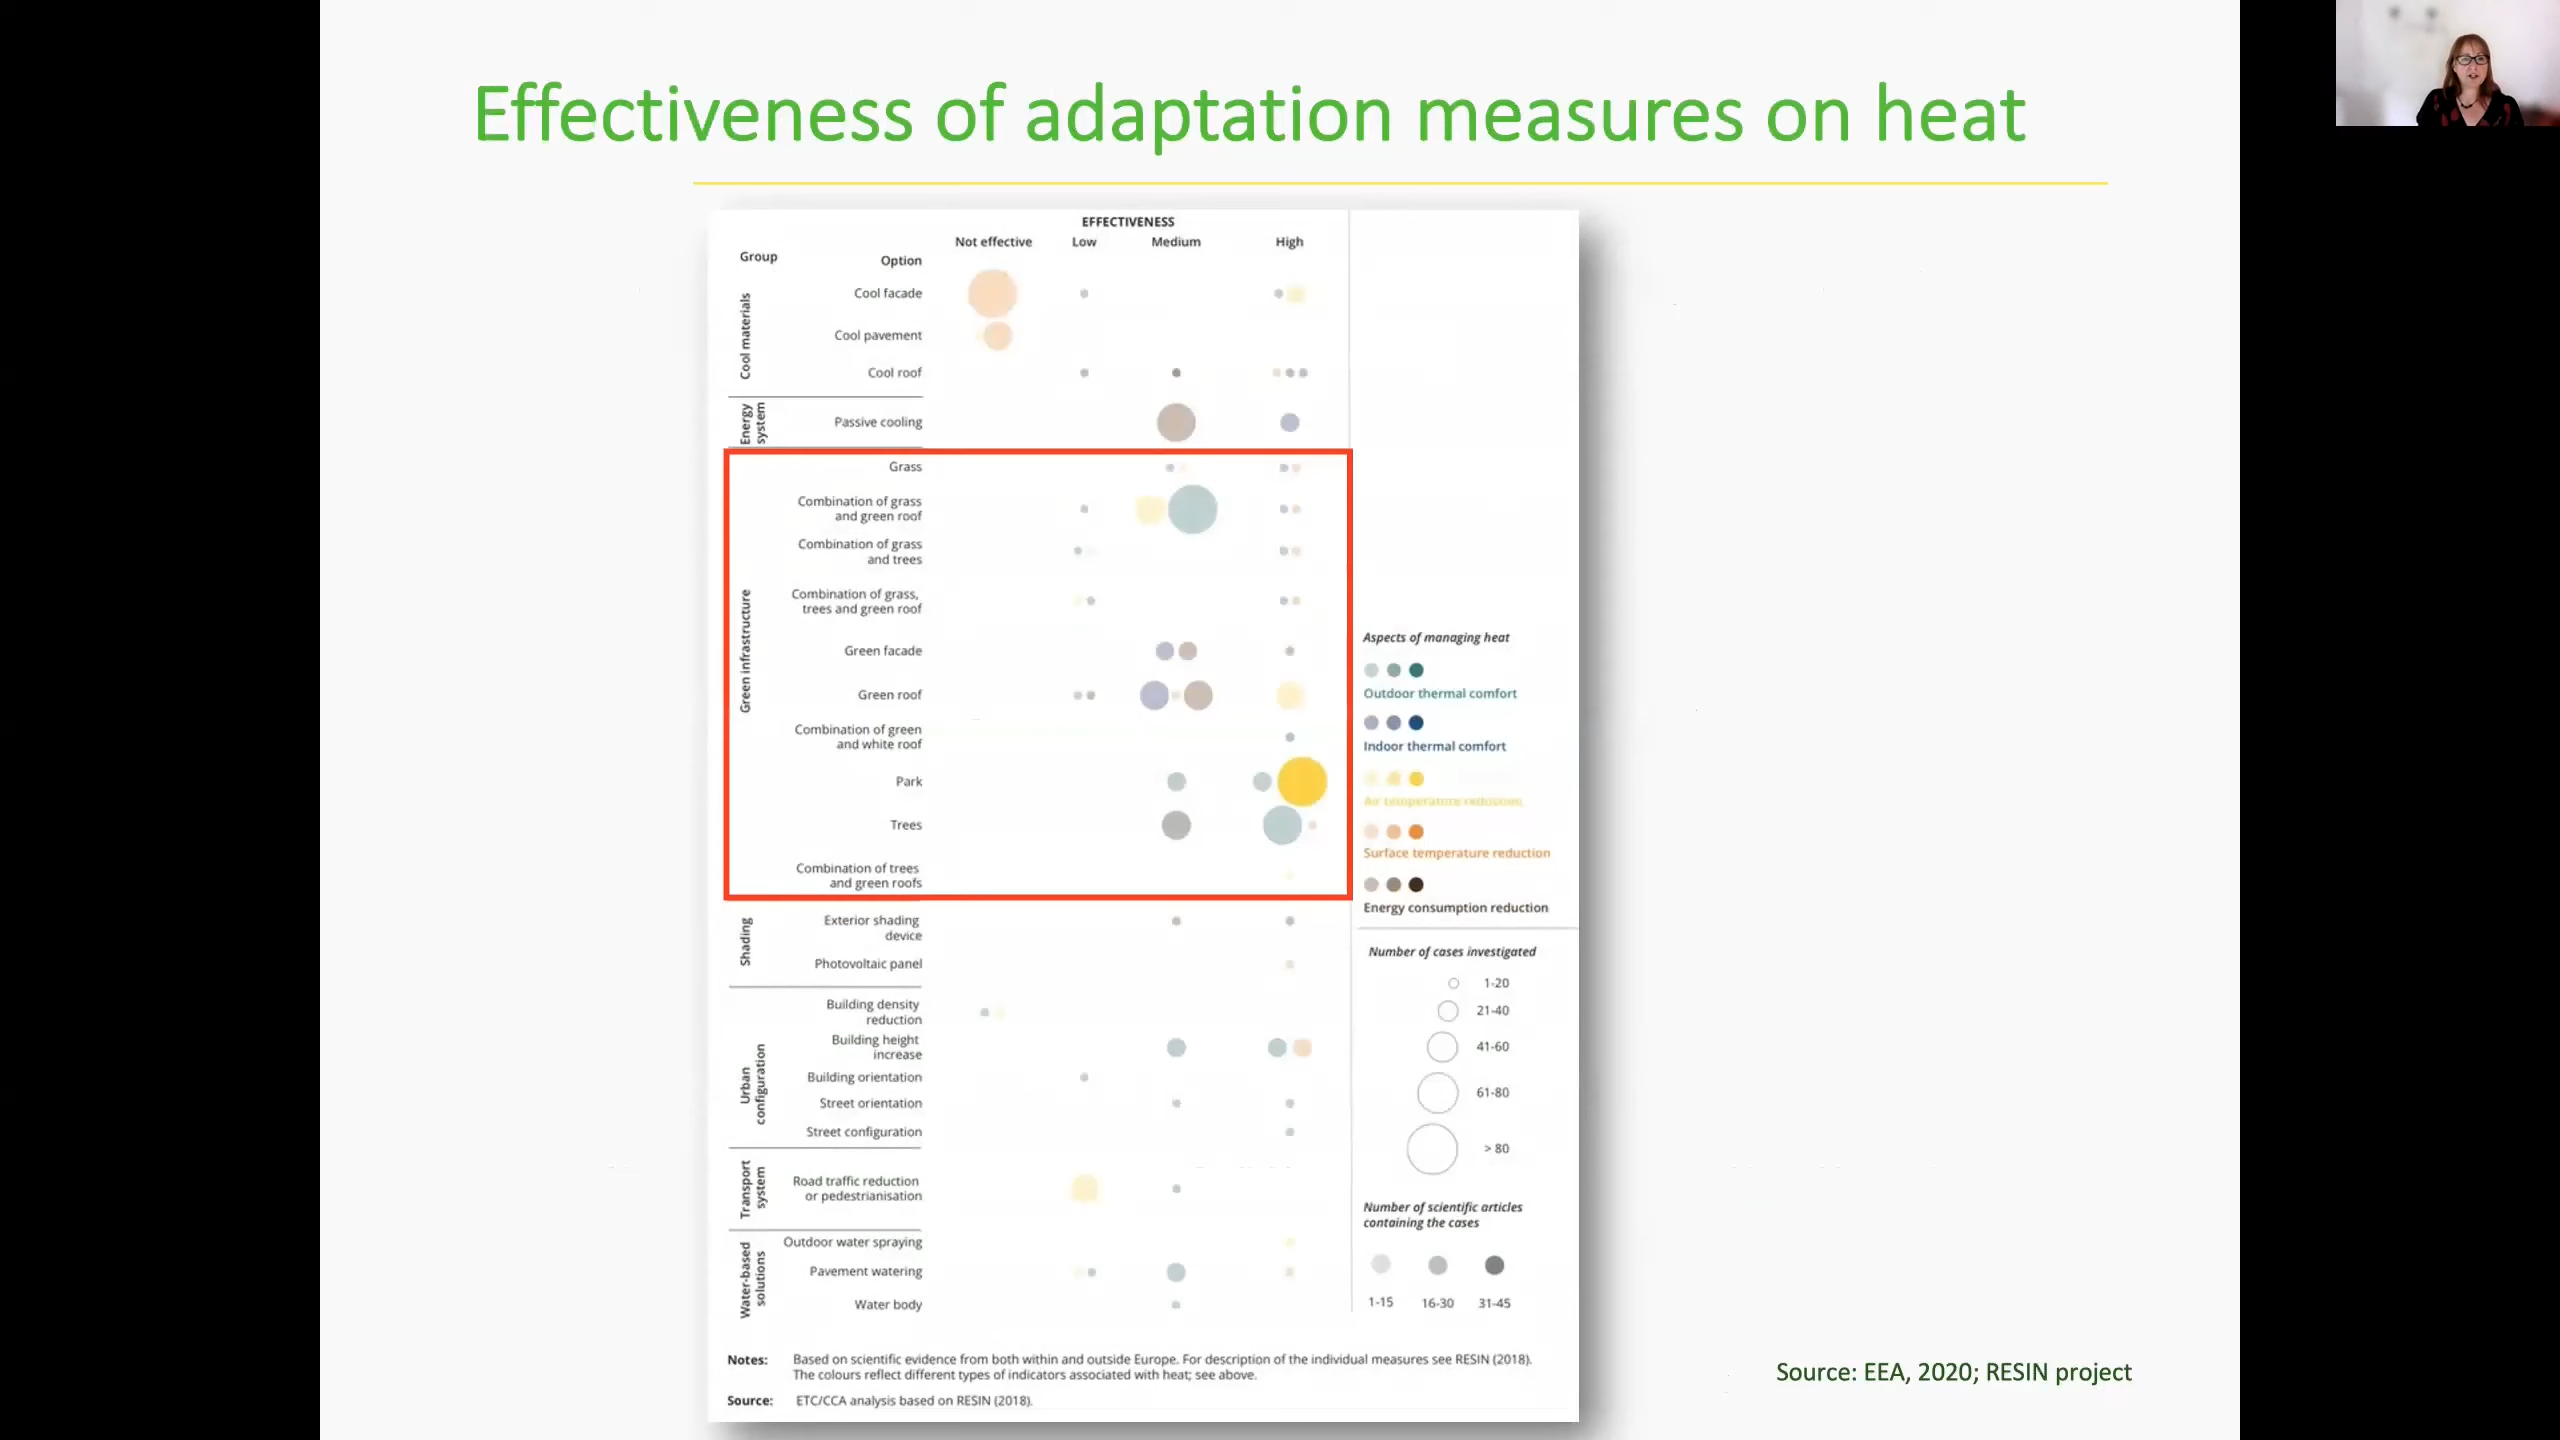 Effectiveness of adaptation measures on heat
EFFECTIVENESS
Not effective Low Medium High
Group
Option
Cool materials
Cool facade
Cool pavement
Cool roof
Energy
system
Passive cooling
Green infrastructure
Grass
Combination of grass
and green roof
Combination of grass
and trees
Combination of grass,
trees and green roof
Green facade
Green roof
Combination of green
and white roof
Park
Trees
Combination of trees
and green roofs
Shading
Exterior shading
device
Photovoltaic panel
Urban
configuration
Building density
reduction
Building height
increase
Building orientation
Street orientation
Street configuration
Transport
system
Road traffic reduction
or pedestrianisation
Water-based
solutions
Outdoor water spraying
Pavement watering
Water body
Aspects of managing heat
Outdoor thermal comfort
Indoor thermal comfort
Air temperature reduction
Surface temperature reduction
Energy consumption reduction
Number of cases investigated
1-20
21-40
41-60
61-80
> 80
Number of scientific articles
containing the cases
1-15 16-30 31-45
Notes: Based on scientific evidence from both within and outside Europe. For description of the individual measures see RESIN (2018).
The colours reflect different types of indicators associated with heat; see above.
Source: ETC/CCA analysis based on RESIN (2018).
Source: EEA, 2020; RESIN project